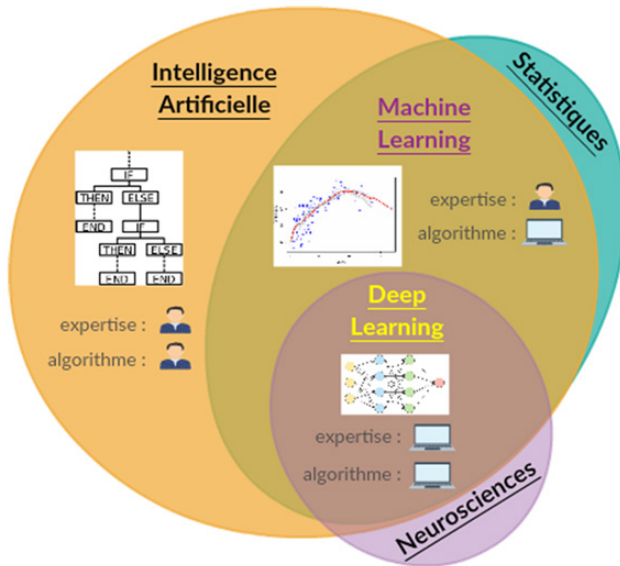 Intelligence
Artificielle
IF
THEN ELSE
END IF
THEN ELSE
END END
expertise :
algorithme :
Machine
Learning
expertise :
algorithme :
Statistiques
Deep
Learning
expertise :
algorithme :
Neurosciences